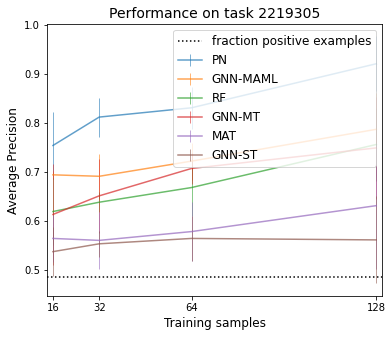 Performance on task 2219305
1.0
0.9
0.8
0.7
0.6
0.5
Average Precision
fraction positive examples
PN
GNN-MAML
RF
GNN-MT
MAT
GNN-ST
16 32 64 128
Training samples